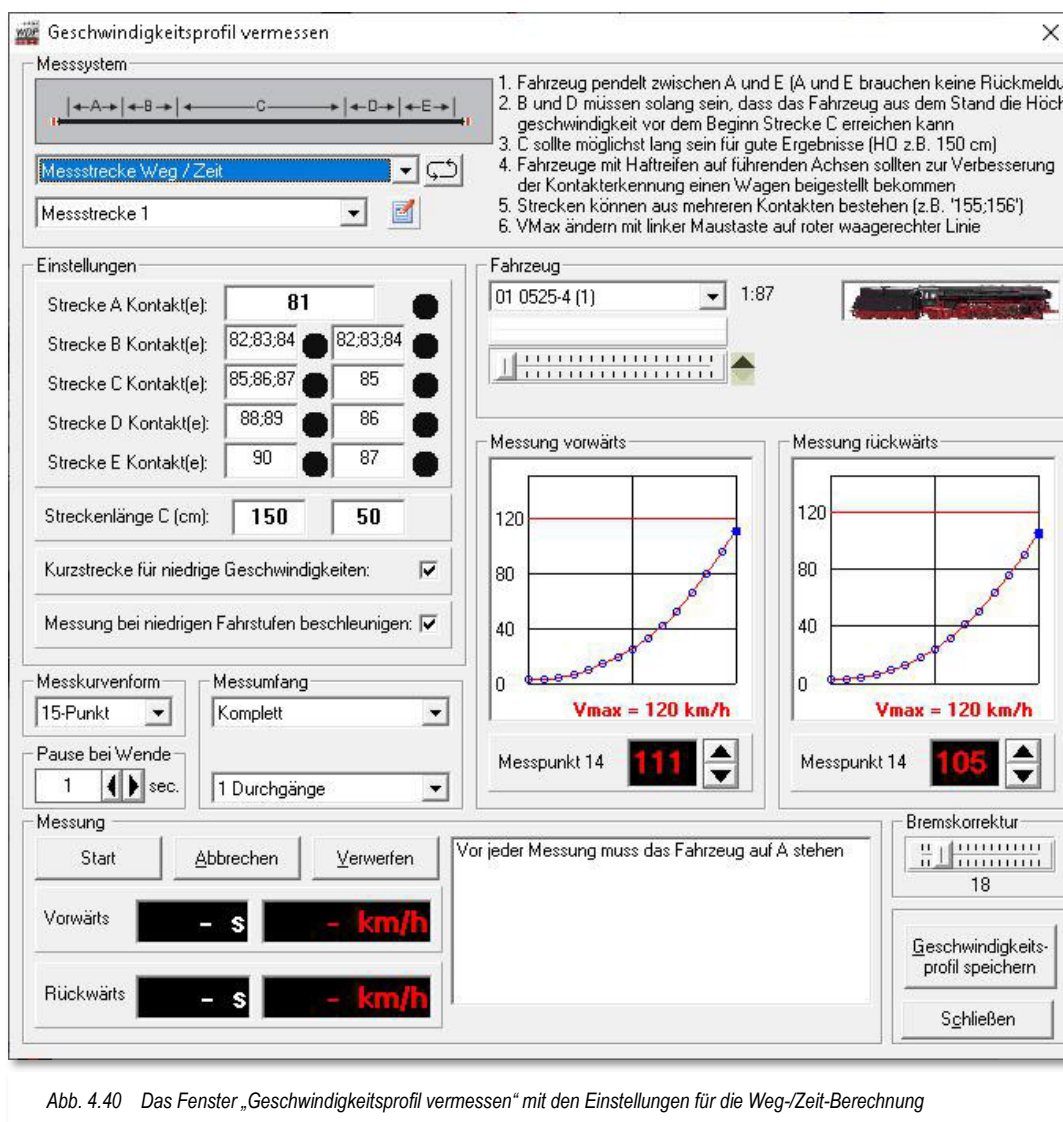 WDP Geschwindigkeitsprofil vermessen
Messsystem
A B C D E
Messstrecke Weg / Zeit
Messstrecke 1
1. Fahrzeug pendelt zwischen A und E (A und E brauchen keine Rückmeldu
2. B und D müssen solang sein, dass das Fahrzeug aus dem Stand die Höch
geschwindigkeit vor dem Beginn Strecke C erreichen kann
3. C sollte möglichst lang sein für gute Ergebnisse (HO z.B. 150 cm)
4. Fahrzeuge mit Haftreifen auf führenden Achsen sollten zur Verbesserung
der Kontakterkennung einen Wagen beigestellt bekommen
5. Strecken können aus mehreren Kontakten bestehen (z.B. '155;156')
6. VMax ändern mit linker Maustaste auf roter waagerechter Linie
Einstellungen
Strecke A Kontakt(e): 81
Strecke B Kontakt(e): 82;83;84 82;83;84
Strecke C Kontakt(e): 85;86;87 85
Strecke D Kontakt(e): 88;89 86
Strecke E Kontakt(e): 90 87
Streckenlänge C (cm): 150 50
Kurzstrecke für niedrige Geschwindigkeiten:
Messung bei niedrigen Fahrstufen beschleunigen:
Messkurvenform
15-Punkt
Pause bei Wende
1 sec.
Messumfang
Komplett
1 Durchgänge
Fahrzeug
01 0525-4 (1) 1:87
Messung vorwärts
120
80
40
0
Vmax = 120 km/h
Messpunkt 14 111
Messung rückwärts
120
80
40
0
Vmax = 120 km/h
Messpunkt 14 105
Messung
Start Abbrechen Verwerfen
Vorwärts - s - km/h
Rückwärts - s - km/h
Vor jeder Messung muss das Fahrzeug auf A stehen
Bremskorrektur
18
Geschwindigkeits-
profil speichern
Schließen
Abb. 4.40 Das Fenster „Geschwindigkeitsprofil vermessen“ mit den Einstellungen für die Weg-/Zeit-Berechnung